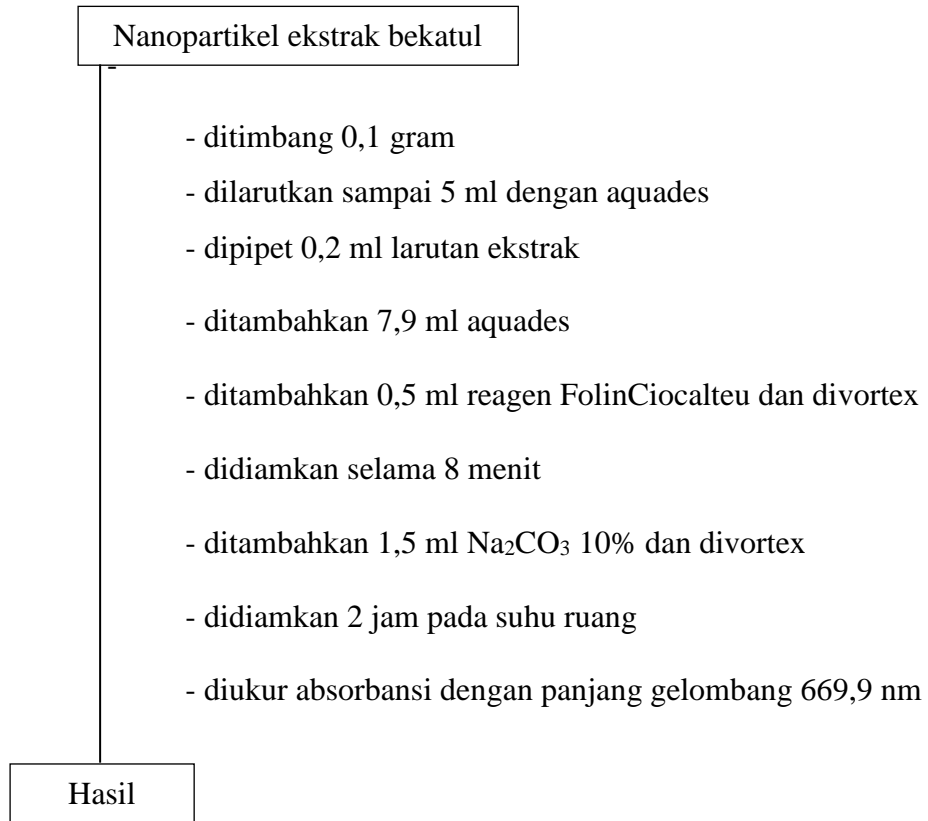 Nanopartikel ekstrak bekatul
-
- ditimbang 0,1 gram
- dilarutkan sampai 5 ml dengan aquades
- dipipet 0,2 ml larutan ekstrak
- ditambahkan 7,9 ml aquades
- ditambahkan 0,5 ml reagen FolinCiocalteu dan divortex
- didiamkan selama 8 menit
- ditambahkan 1,5 ml Na₂CO₃ 10% dan divortex
- didiamkan 2 jam pada suhu ruang
- diukur absorbansi dengan panjang gelombang 669,9 nm
Hasil